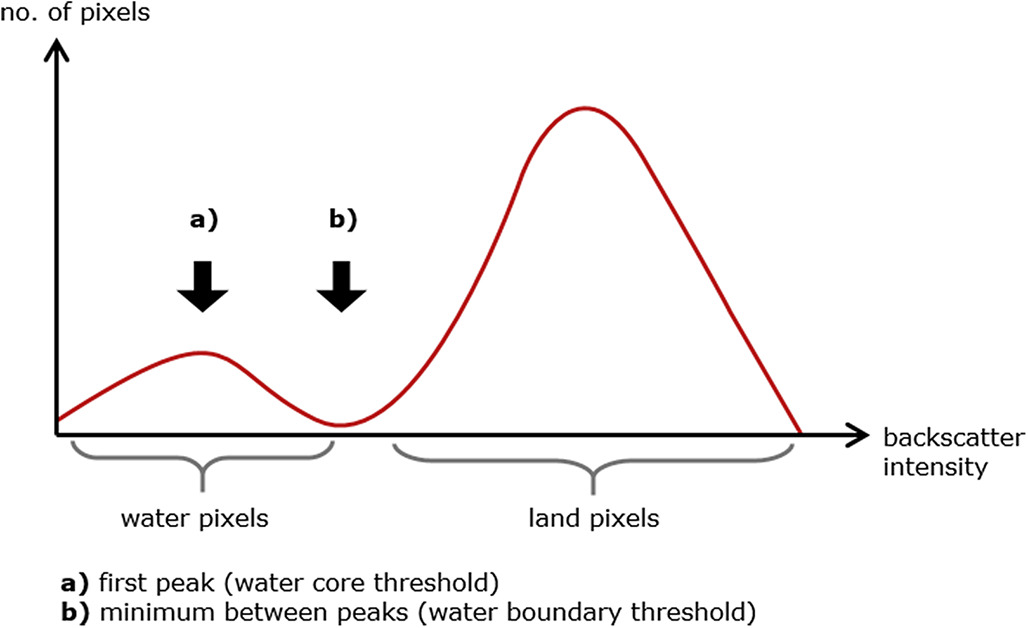 no. of pixels
a)
b)
backscatter
intensity
water pixels
land pixels
a) first peak (water core threshold)
b) minimum between peaks (water boundary threshold)